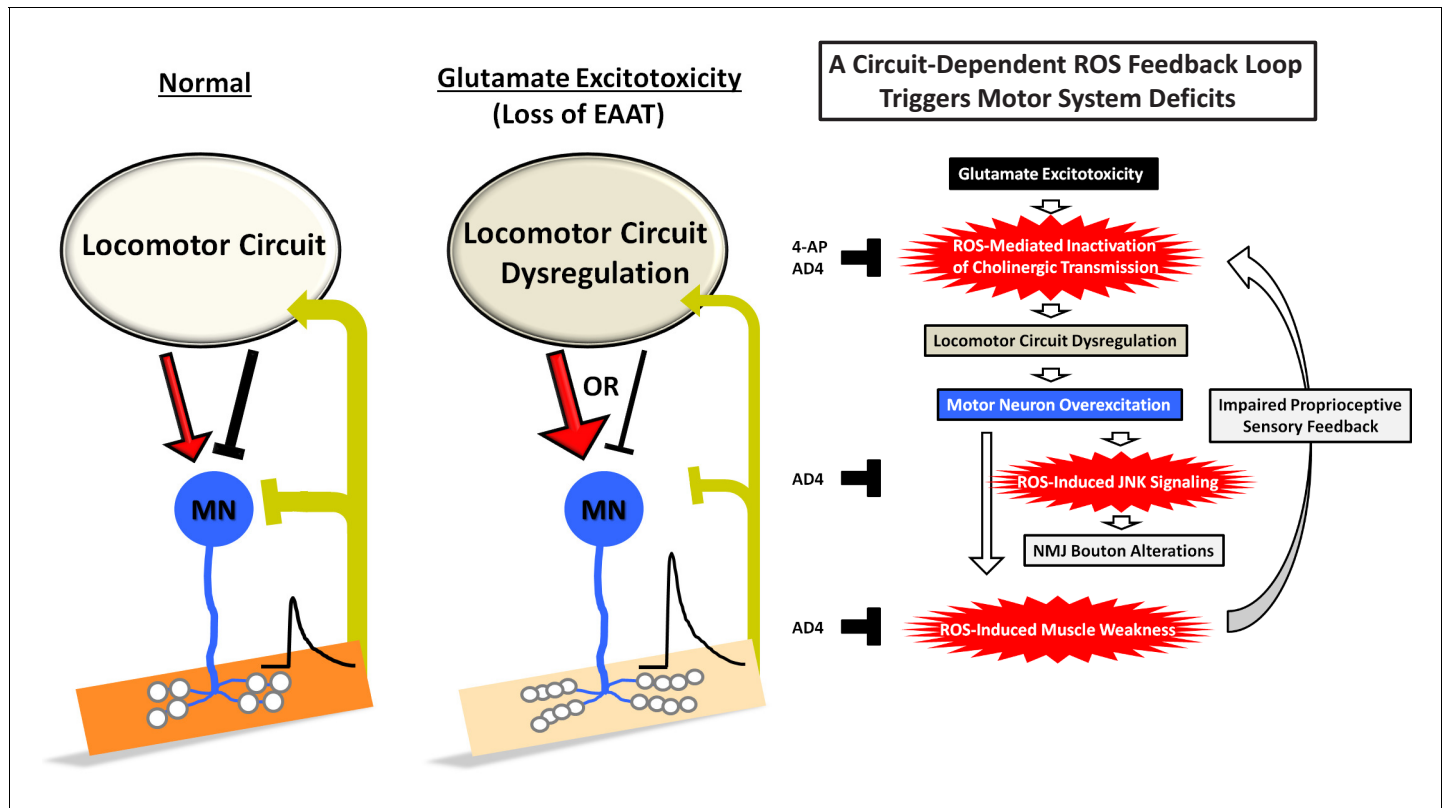 Normal
Locomotor Circuit
MN
Glutamate Excitotoxicity
(Loss of EAAT)
Locomotor Circuit
Dysregulation
OR
MN
A Circuit-Dependent ROS Feedback Loop
Triggers Motor System Deficits
Glutamate Excitotoxicity
4-AP
AD4
ROS-Mediated Inactivation
of Cholinergic Transmission
Locomotor Circuit Dysregulation
Motor Neuron Overexcitation
Impaired Proprioceptive
Sensory Feedback
AD4
ROS-Induced JNK Signaling
NMJ Bouton Alterations
AD4
ROS-Induced Muscle Weakness